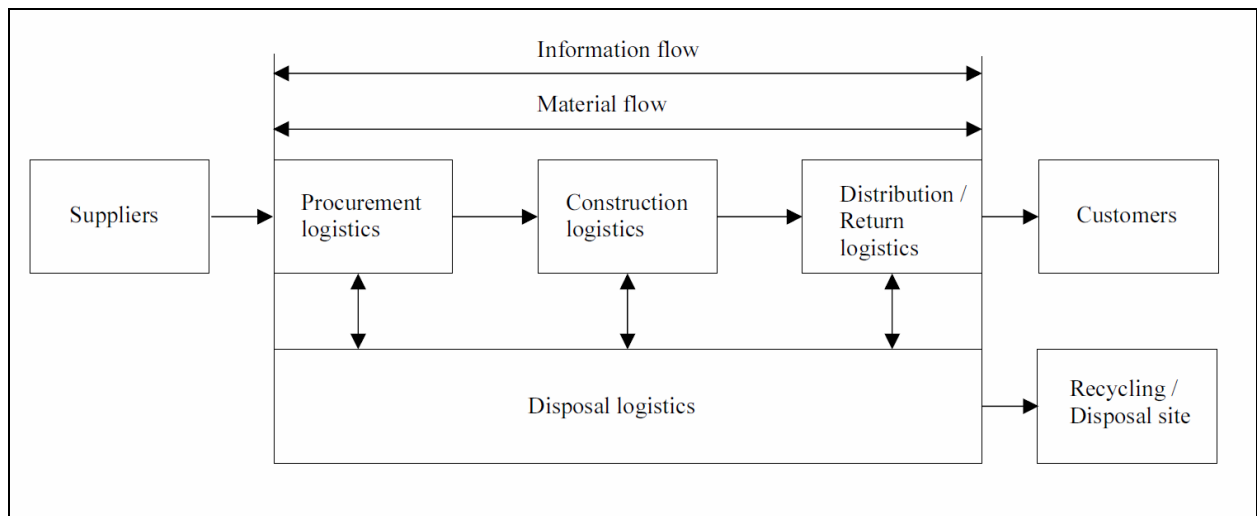 Information flow
Material flow
Suppliers
Procurement
logistics
Construction
logistics
Distribution /
Return
logistics
Customers
Disposal logistics
Recycling /
Disposal site